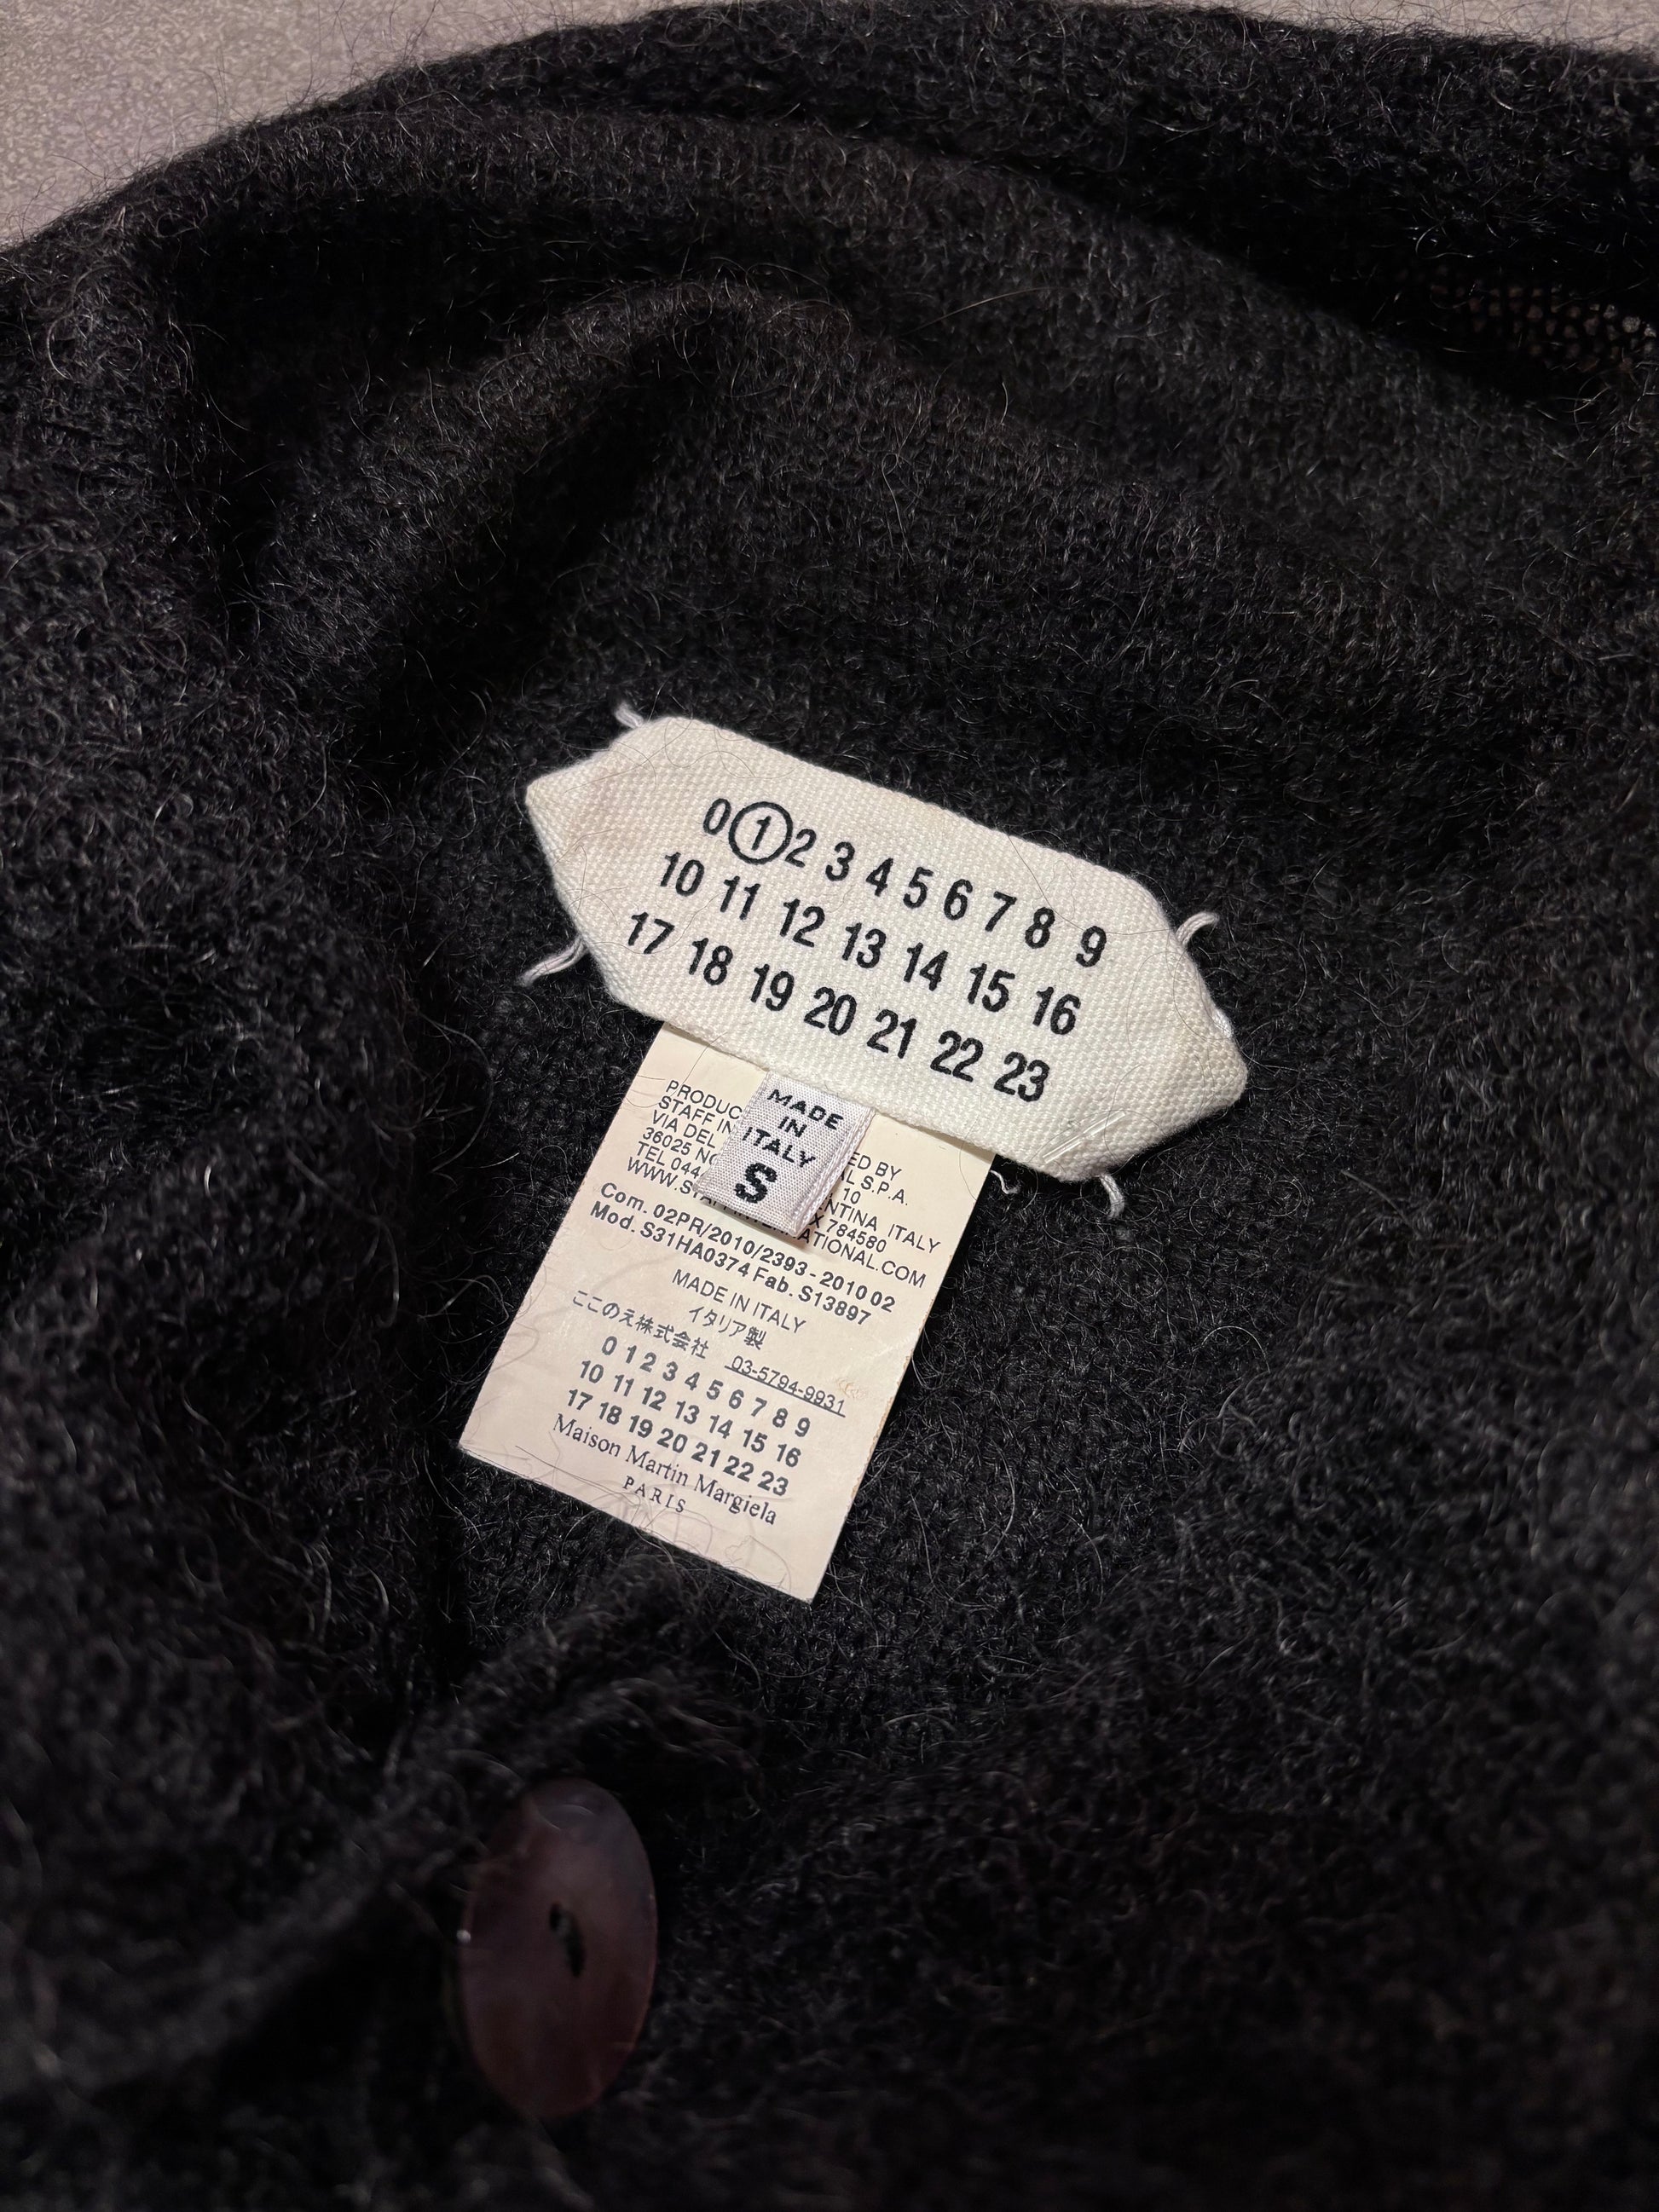 0 1 2 3 4 5 6 7 8 9
10 11 12 13 14 15 16
17 18 19 20 21 22 23
MADE
IN
ITALY
S
PRODUC ED BY
STAFF IN AL S.P.A.
VIA DEL 10
36025 NO ENTINA ITALY
TEL 044 X 784580
WWW.STA NATIONAL.COM
Com. 02PR/2010/2393 - 2010 02
Mod. S31HA0374 Fab. S13897
MADE IN ITALY
イタリア製
ここのえ株式会社 03-5794-9931
0 1 2 3 4 5 6 7 8 9
10 11 12 13 14 15 16
17 18 19 20 21 22 23
Maison Martin Margiela
PARIS